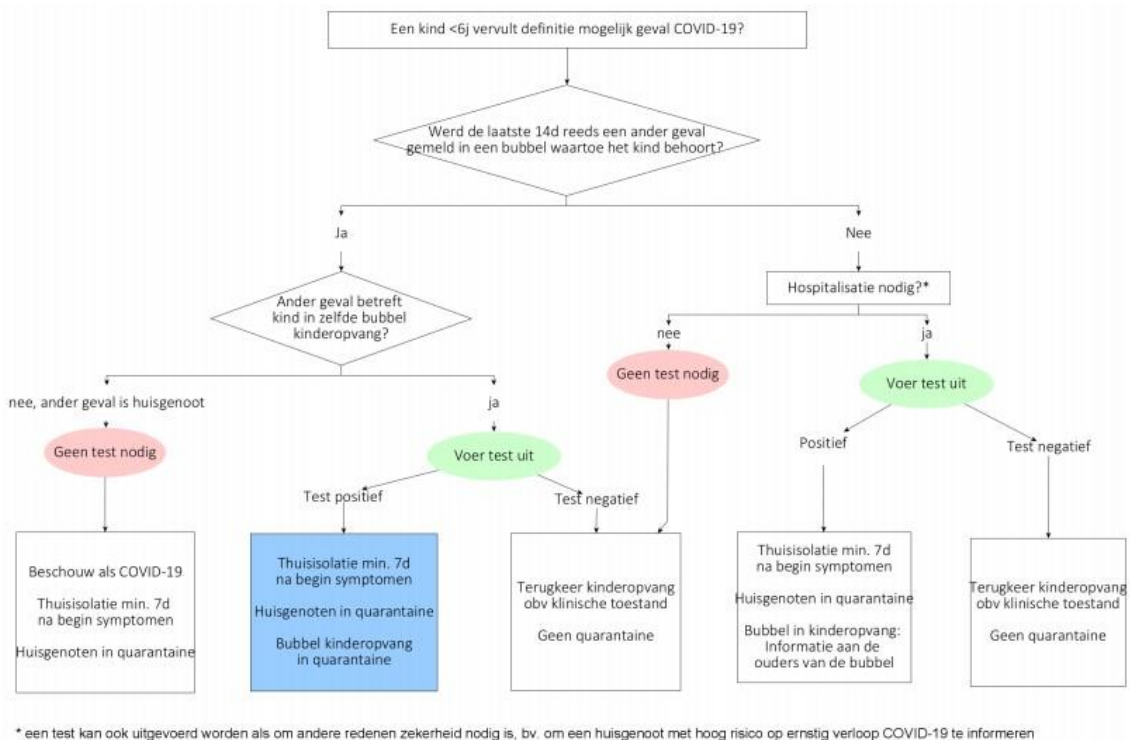 Een kind <6j vervult definitie mogelijk geval COVID-19?
Werd de laatste 14d reeds een ander geval
gemeld in een bubbel waartoe het kind behoort?
Ja
Nee
Ander geval betreft
kind in zelfde bubbel
kinderopvang?
Hospitalisatie nodig?*
nee
ja
Geen test nodig
Voer test uit
nee, ander geval is huisgenoot
ja
Geen test nodig
Voer test uit
Positief
Test negatief
Test positief
Test negatief
Beschouw als COVID-19
Thuisisolatie min. 7d
na begin symptomen
Huisgenoten in quarantaine
Thuisisolatie min. 7d
na begin symptomen
Huisgenoten in quarantaine
Bubbel kinderopvang
in quarantaine
Terugkeer kinderopvang
obv klinische toestand
Geen quarantaine
Thuisisolatie min. 7d
na begin symptomen
Huisgenoten in quarantaine
Bubbel in kinderopvang:
Informatie aan de
ouders van de bubbel
Terugkeer kinderopvang
obv klinische toestand
Geen quarantaine
* een test kan ook uitgevoerd worden als om andere redenen zekerheid nodig is, bv. om een huisgenoot met hoog risico op ernstig verloop COVID-19 te informeren